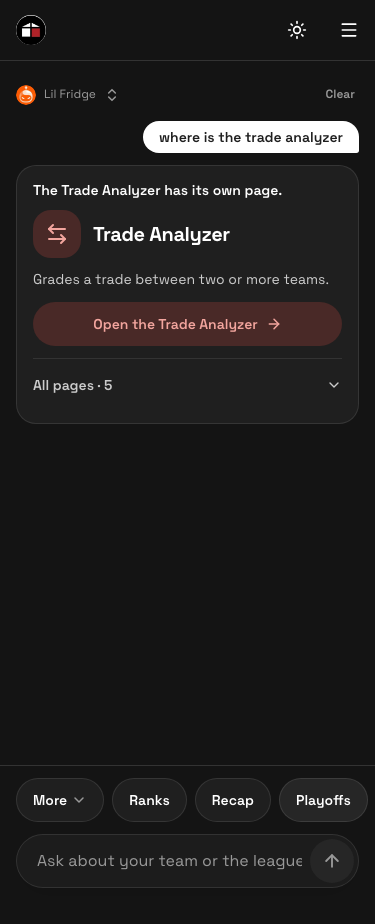 Lil Fridge
Clear
where is the trade analyzer
The Trade Analyzer has its own page.
Trade Analyzer
Grades a trade between two or more teams.
Open the Trade Analyzer
All pages · 5
More
Ranks
Recap
Playoffs
Ask about your team or the league